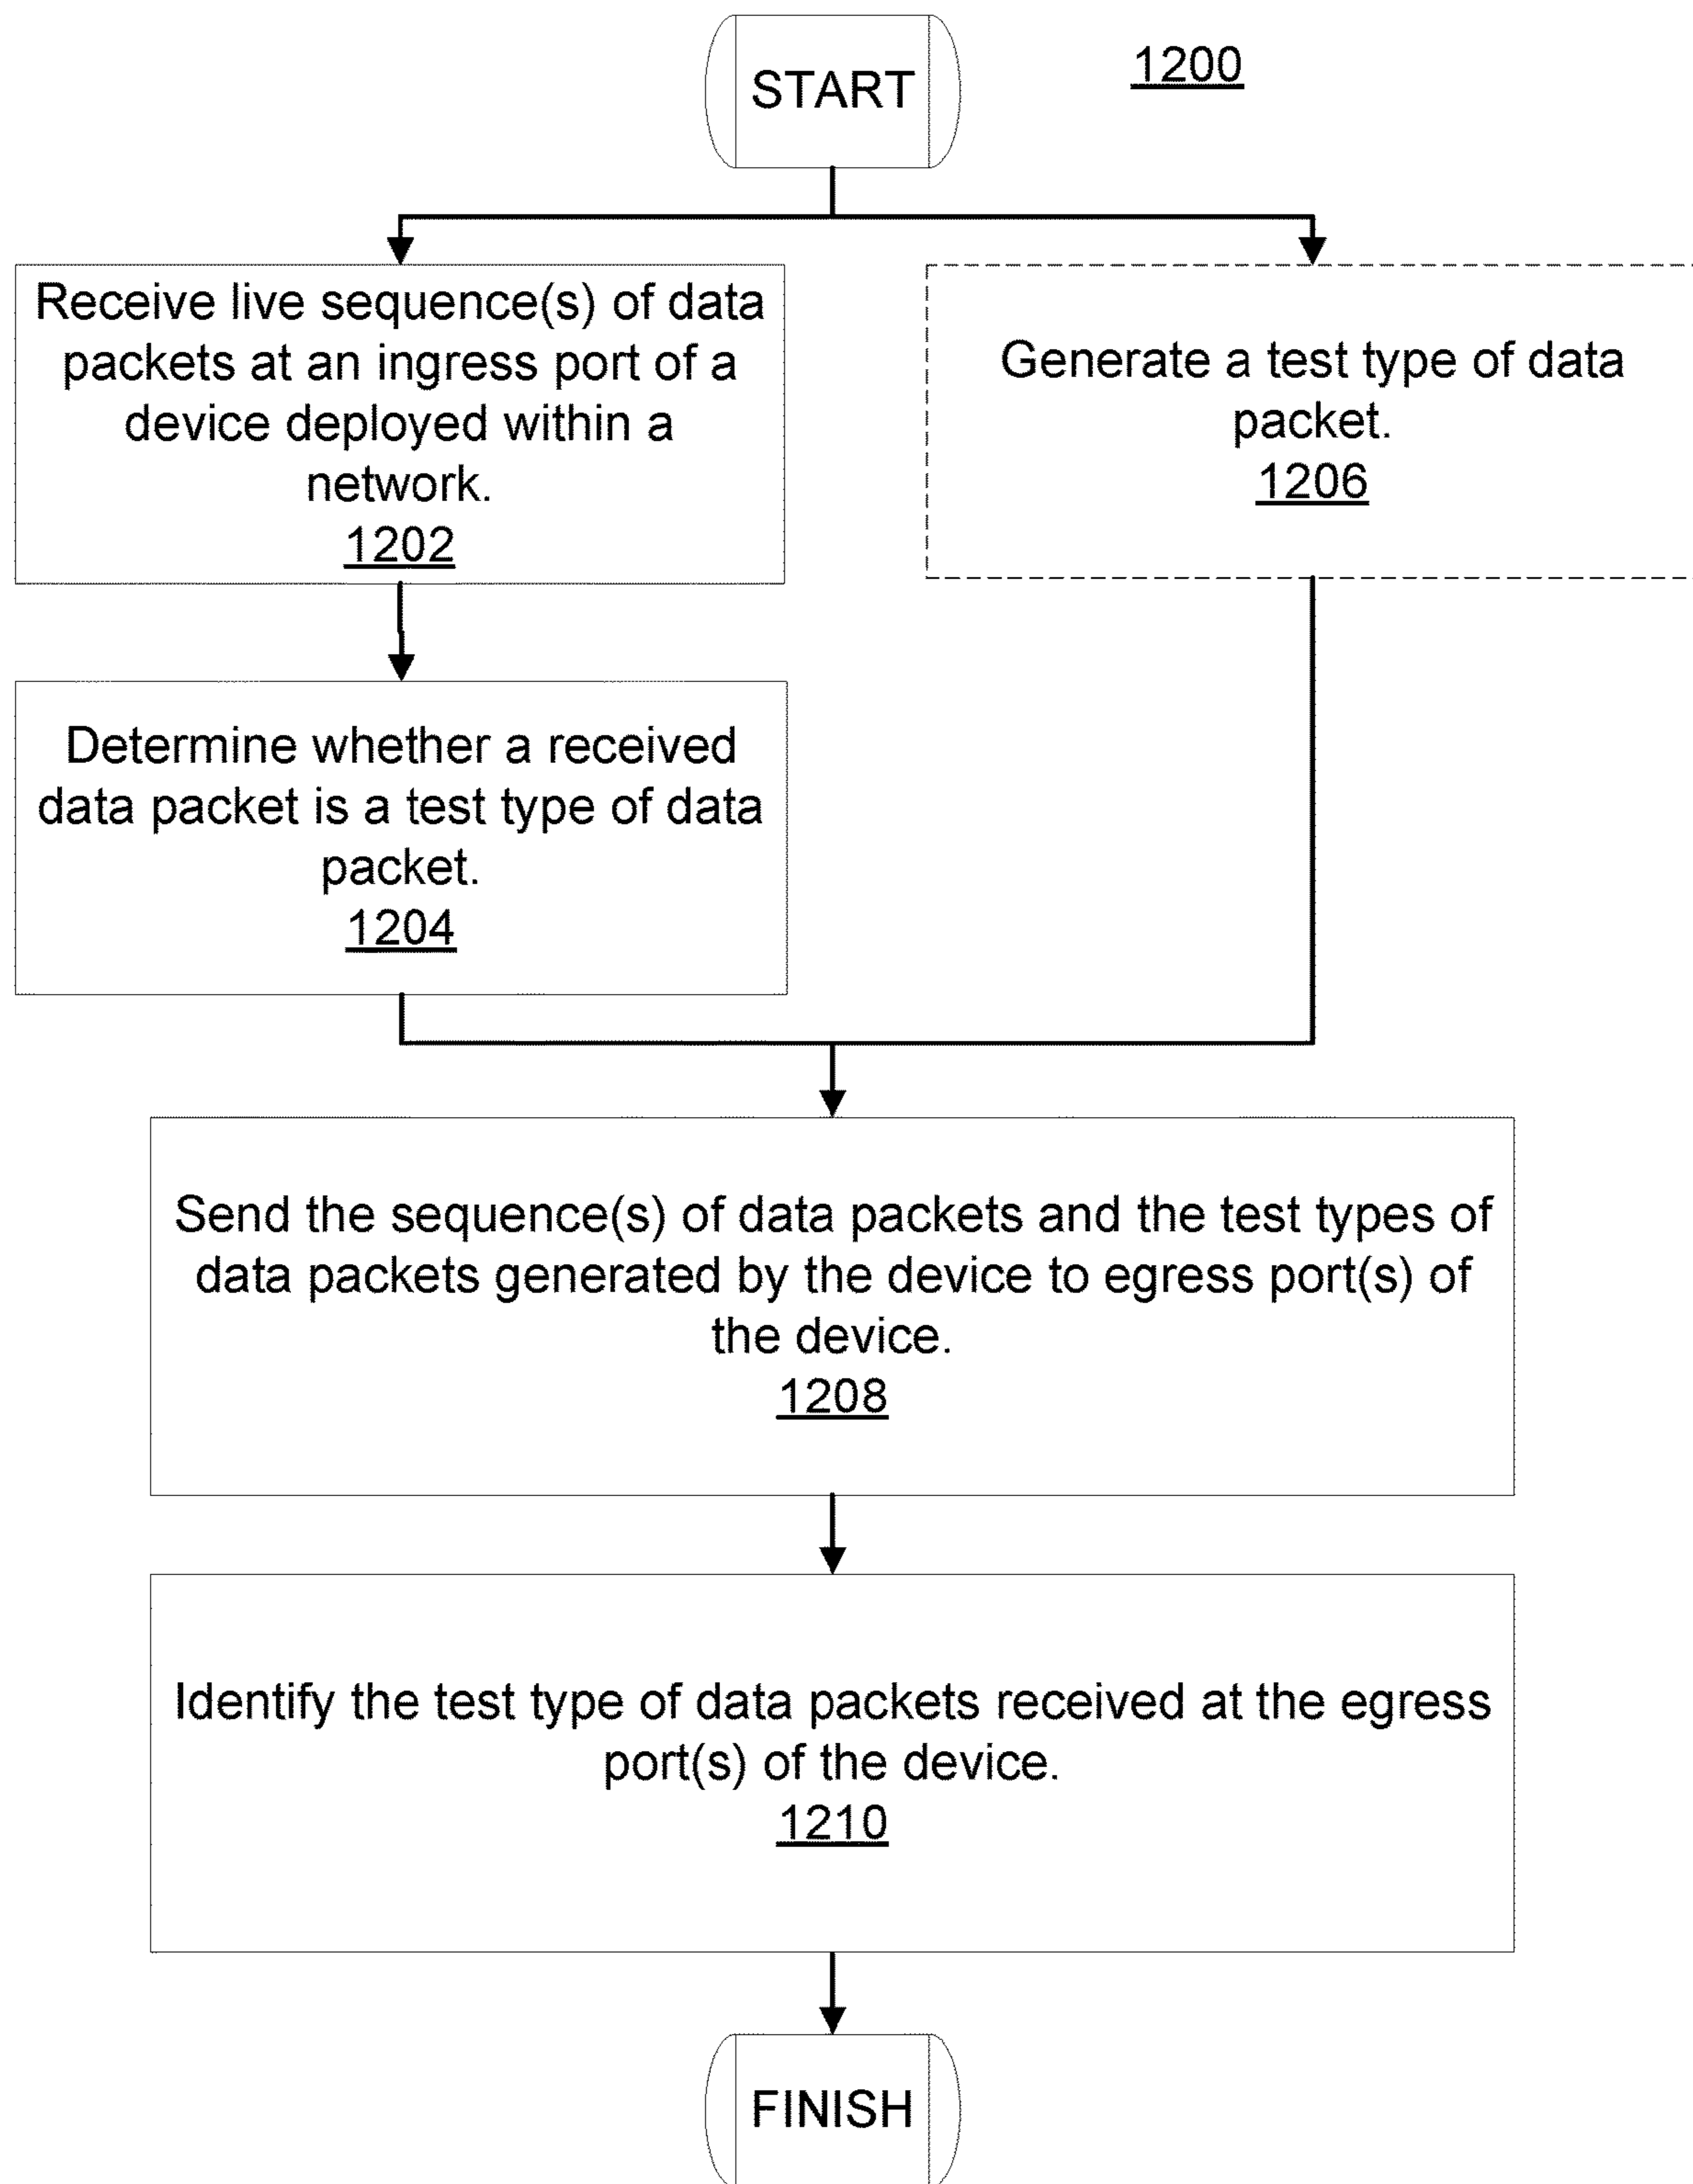 START
1200
Receive live sequence(s) of data
packets at an ingress port of a
device deployed within a
network.
1202
Generate a test type of data
packet.
1206
Determine whether a received
data packet is a test type of data
packet.
1204
Send the sequence(s) of data packets and the test types of
data packets generated by the device to egress port(s) of
the device.
1208
Identify the test type of data packets received at the egress
port(s) of the device.
1210
FINISH